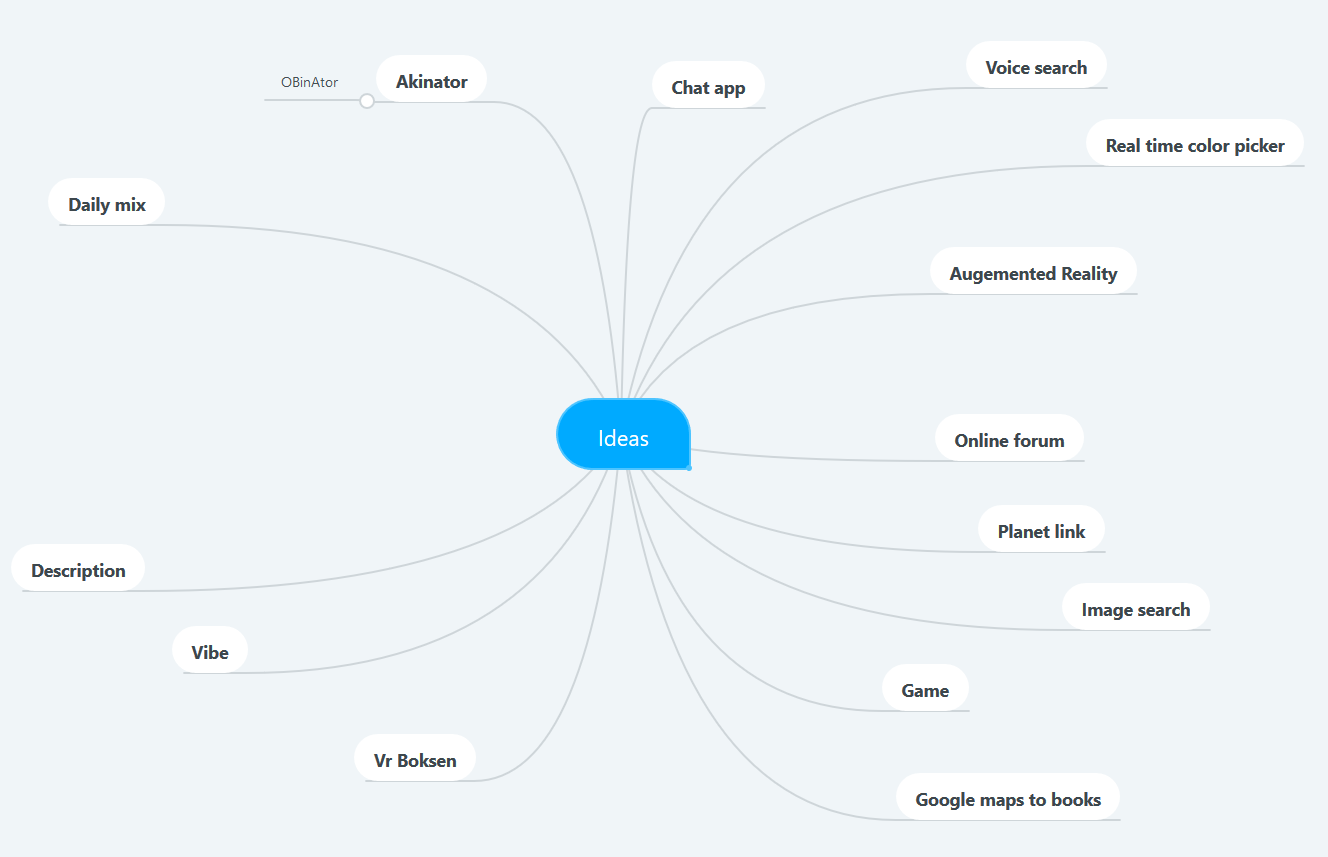 Voice search
OBinAtor
Akinator
Chat app
Real time color picker
Daily mix
Augemented Reality
Ideas
Online forum
Planet link
Description
Image search
Vibe
Game
Vr Boksen
Google maps to books